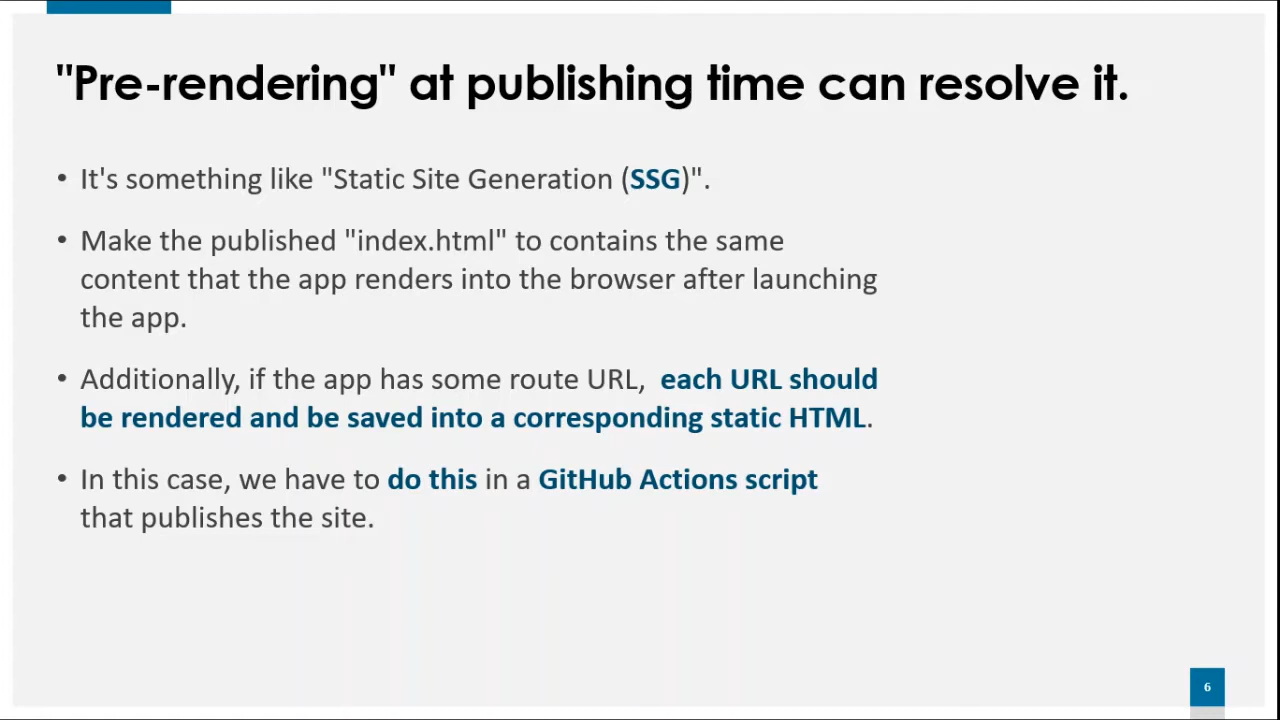 "Pre-rendering" at publishing time can resolve it.
• It's something like "Static Site Generation (SSG)".
• Make the published "index.html" to contains the same
content that the app renders into the browser after launching
the app.
• Additionally, if the app has some route URL,  each URL should
be rendered and be saved into a corresponding static HTML.
• In this case, we have to do this in a GitHub Actions script
that publishes the site.
6